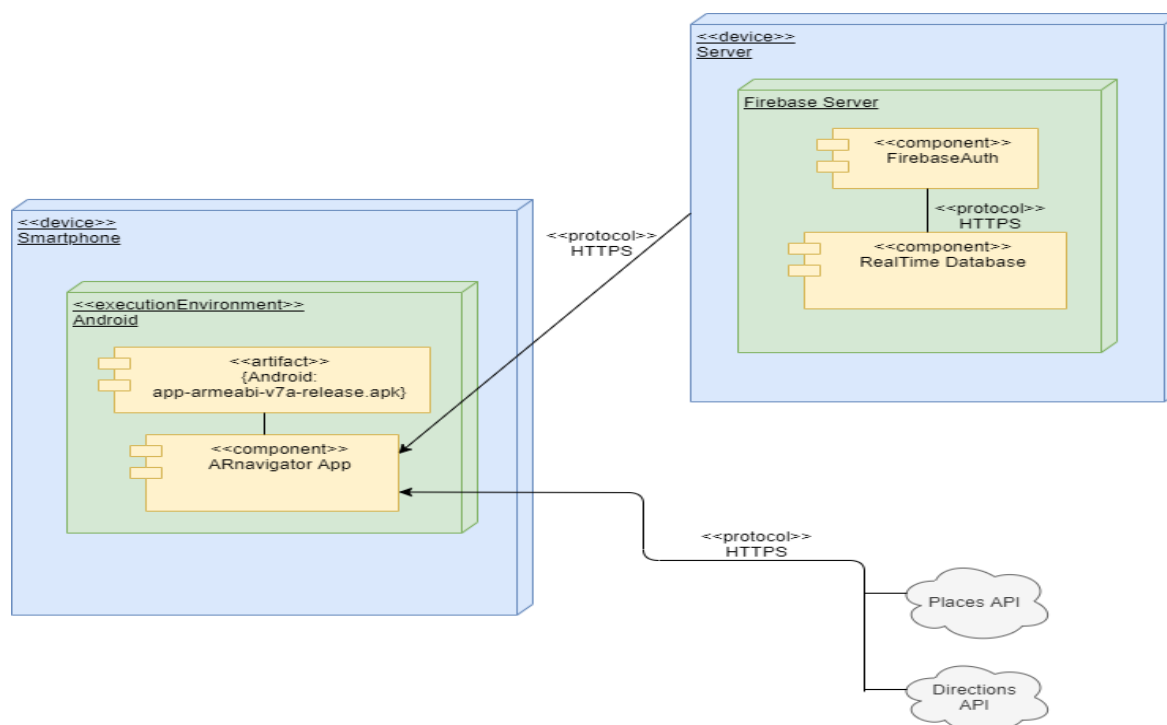 <<device>>
Server
Firebase Server
<<component>>
FirebaseAuth
<<protocol>>
HTTPS
<<component>>
RealTime Database
<<device>>
Smartphone
<<protocol>>
HTTPS
<<executionEnvironment>>
Android
<<artifact>>
{Android:
app-armeabi-v7a-release.apk}
<<component>>
ARnavigator App
<<protocol>>
HTTPS
Places API
Directions
API